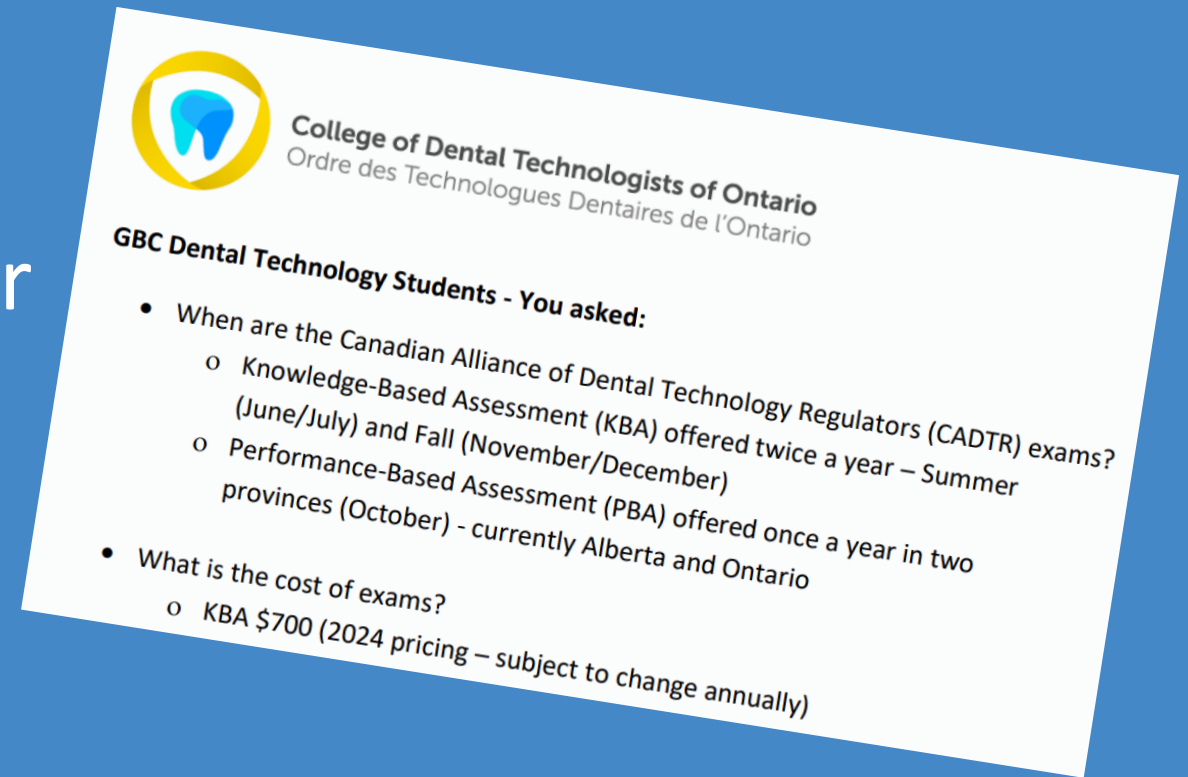 College of Dental Technologists of Ontario
Ordre des Technologues Dentaires de l'Ontario
r
GBC Dental Technology Students - You asked:
• When are the Canadian Alliance of Dental Technology Regulators (CADTR) exams?
o Knowledge-Based Assessment (KBA) offered twice a year – Summer
(June/July) and Fall (November/December)
o Performance-Based Assessment (PBA) offered once a year in two
provinces (October) - currently Alberta and Ontario
• What is the cost of exams?
o KBA $700 (2024 pricing – subject to change annually)